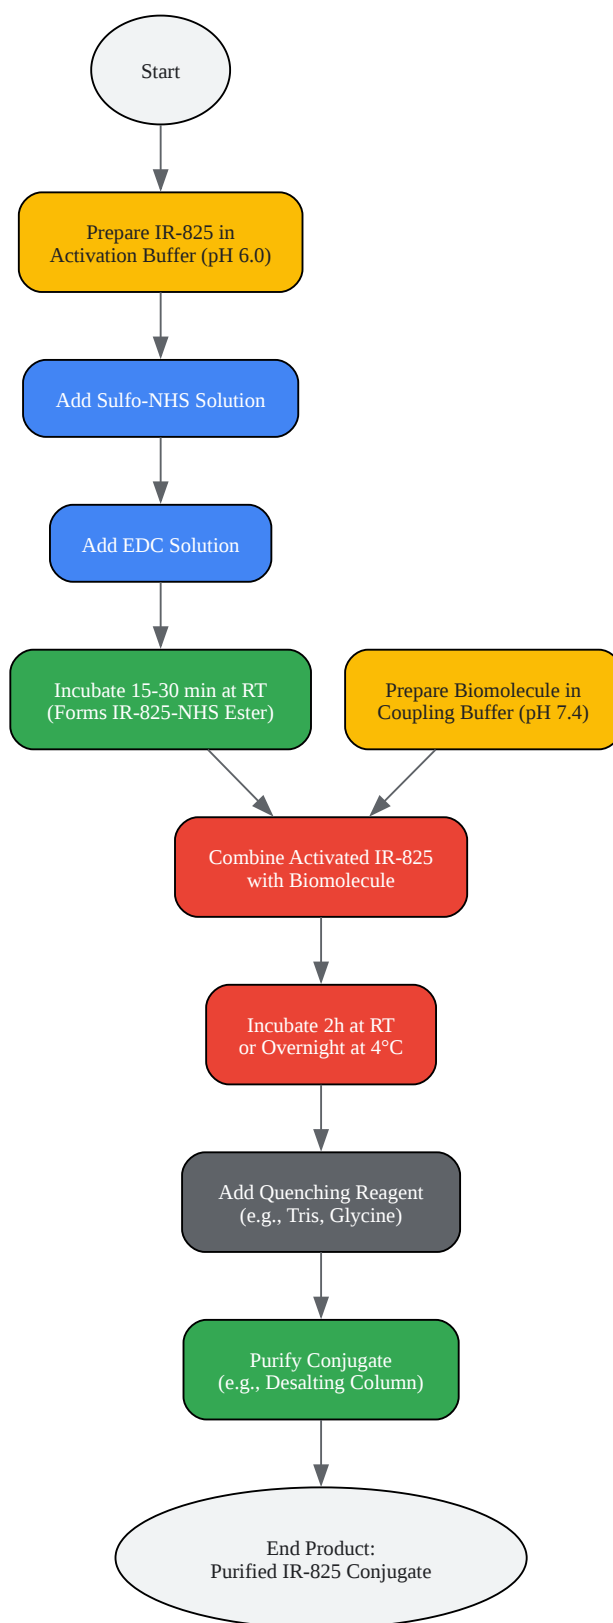 Start
Prepare IR-825 in
Activation Buffer (pH 6.0)
Add Sulfo-NHS Solution
Add EDC Solution
Incubate 15-30 min at RT
(Forms IR-825-NHS Ester)
Prepare Biomolecule in
Coupling Buffer (pH 7.4)
Combine Activated IR-825
with Biomolecule
Incubate 2h at RT
or Overnight at 4°C
Add Quenching Reagent
(e.g., Tris, Glycine)
Purify Conjugate
(e.g., Desalting Column)
End Product:
Purified IR-825 Conjugate